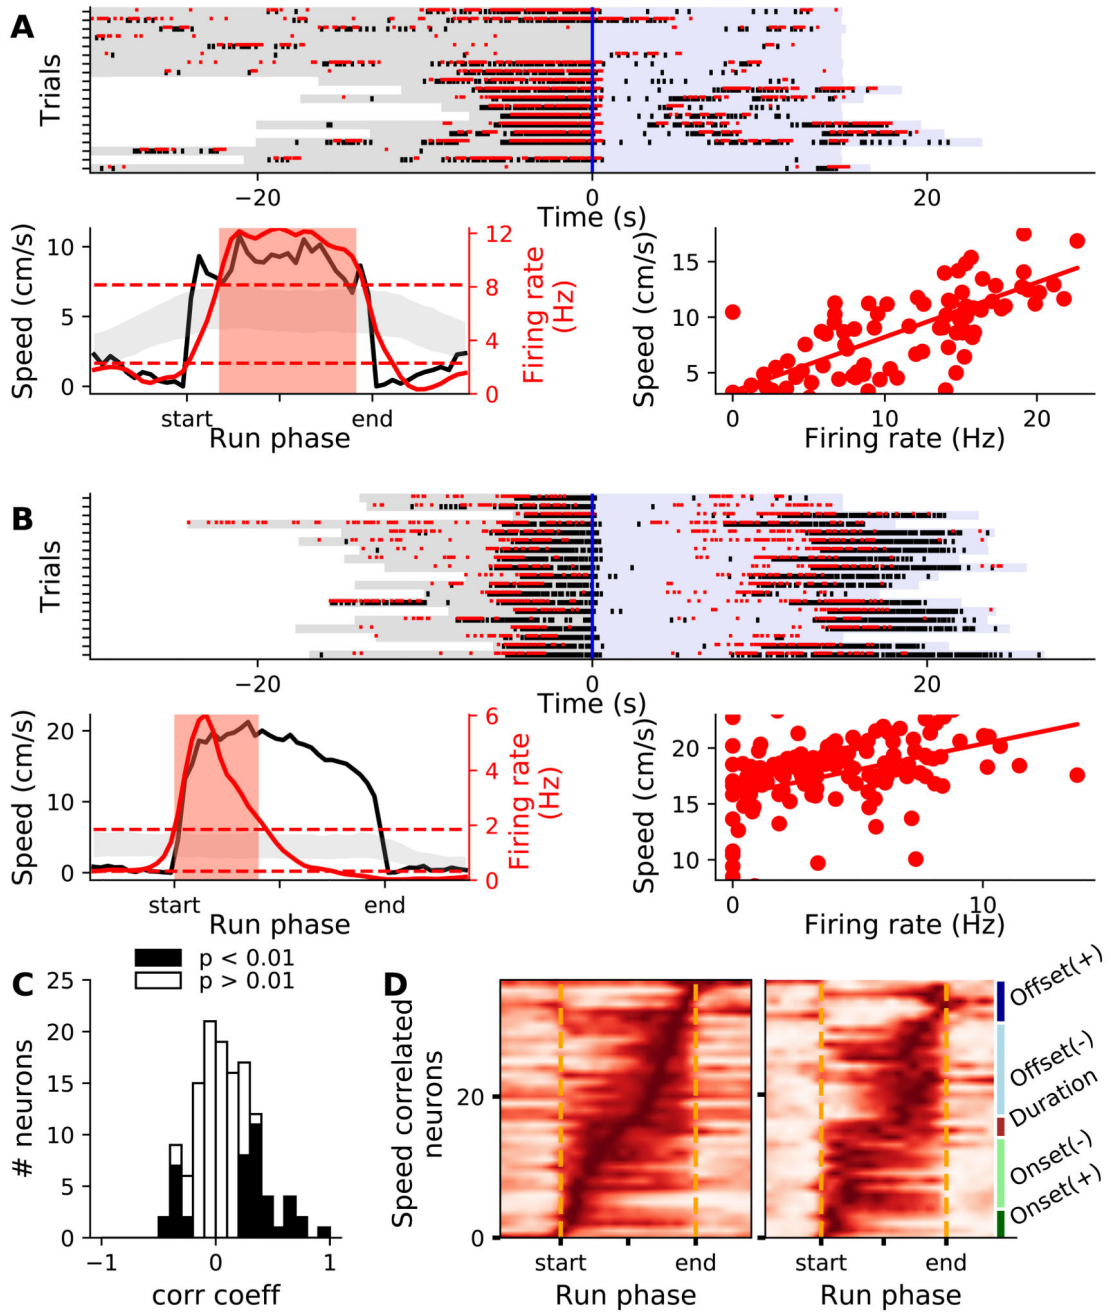 A
Trials
−20
0
20
Time (s)
Speed (cm/s)
10
5
0
12
8
4
0
Firing rate
(Hz)
start
end
Run phase
Speed (cm/s)
15
10
5
0
10
20
Firing rate (Hz)
B
Trials
−20
0
20
Time (s)
Speed (cm/s)
20
10
0
6
4
2
0
Firing rate
(Hz)
start
end
Run phase
Speed (cm/s)
20
15
10
0
10
Firing rate (Hz)
C
p < 0.01
p > 0.01
# neurons
25
20
15
10
5
0
−1
0
1
corr coeff
D
Speed correlated
neurons
20
0
start
end
Run phase
start
end
Run phase
Offset(+)
Offset(-)
Duration
Onset(-)
Onset(+)